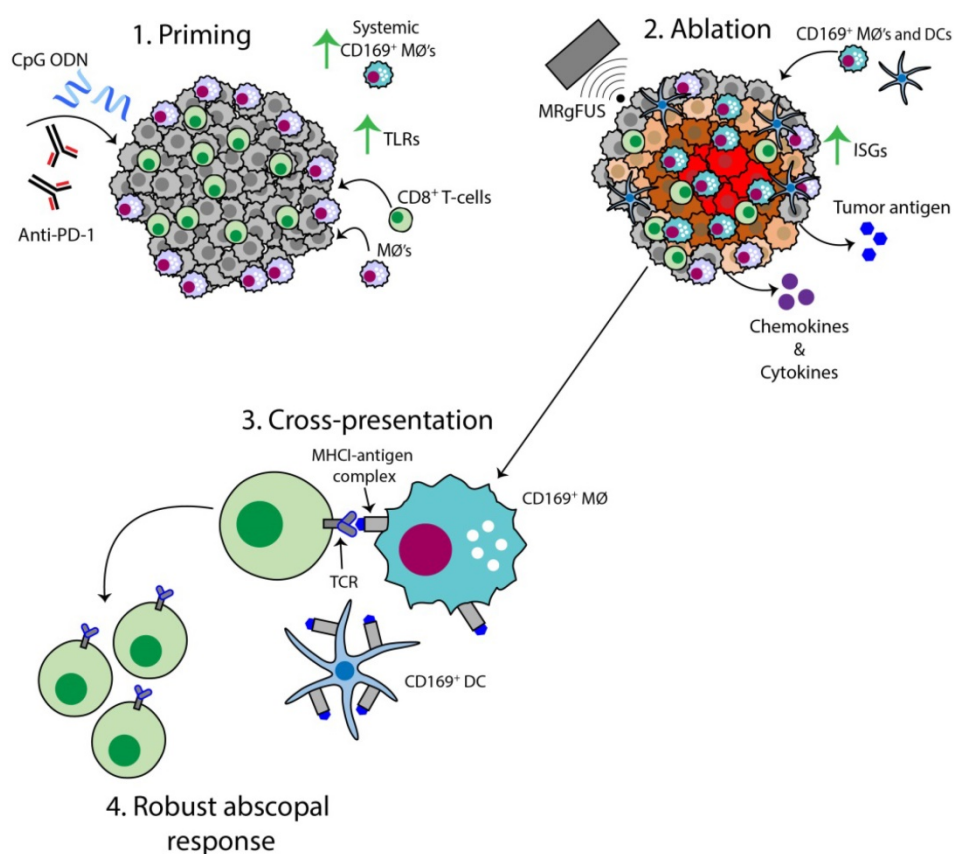 1. Priming
CpG ODN
Anti-PD-1
Systemic
CD169⁺ MØ's
TLRs
CD8⁺ T-cells
MØ's
2. Ablation
MRgFUS
CD169⁺ MØ's and DCs
ISGs
Tumor antigen
Chemokines
&
Cytokines
3. Cross-presentation
MHCI-antigen
complex
CD169⁺ MØ
TCR
CD169⁺ DC
4. Robust abscopal
response